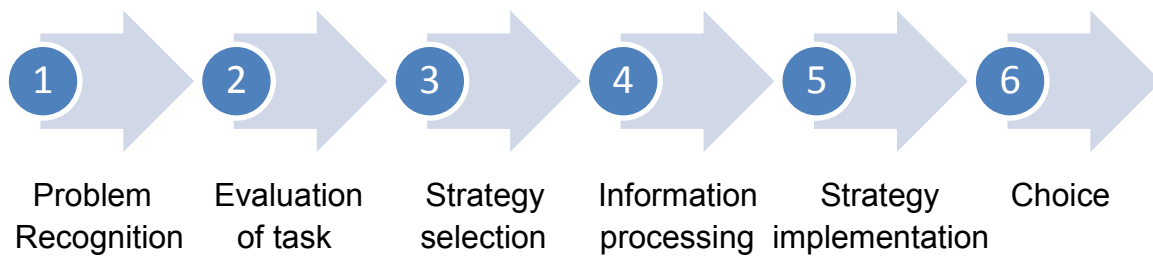 1
2
3
4
5
6
Problem
Recognition
Evaluation
of task
Strategy
selection
Information
processing
Strategy
implementation
Choice